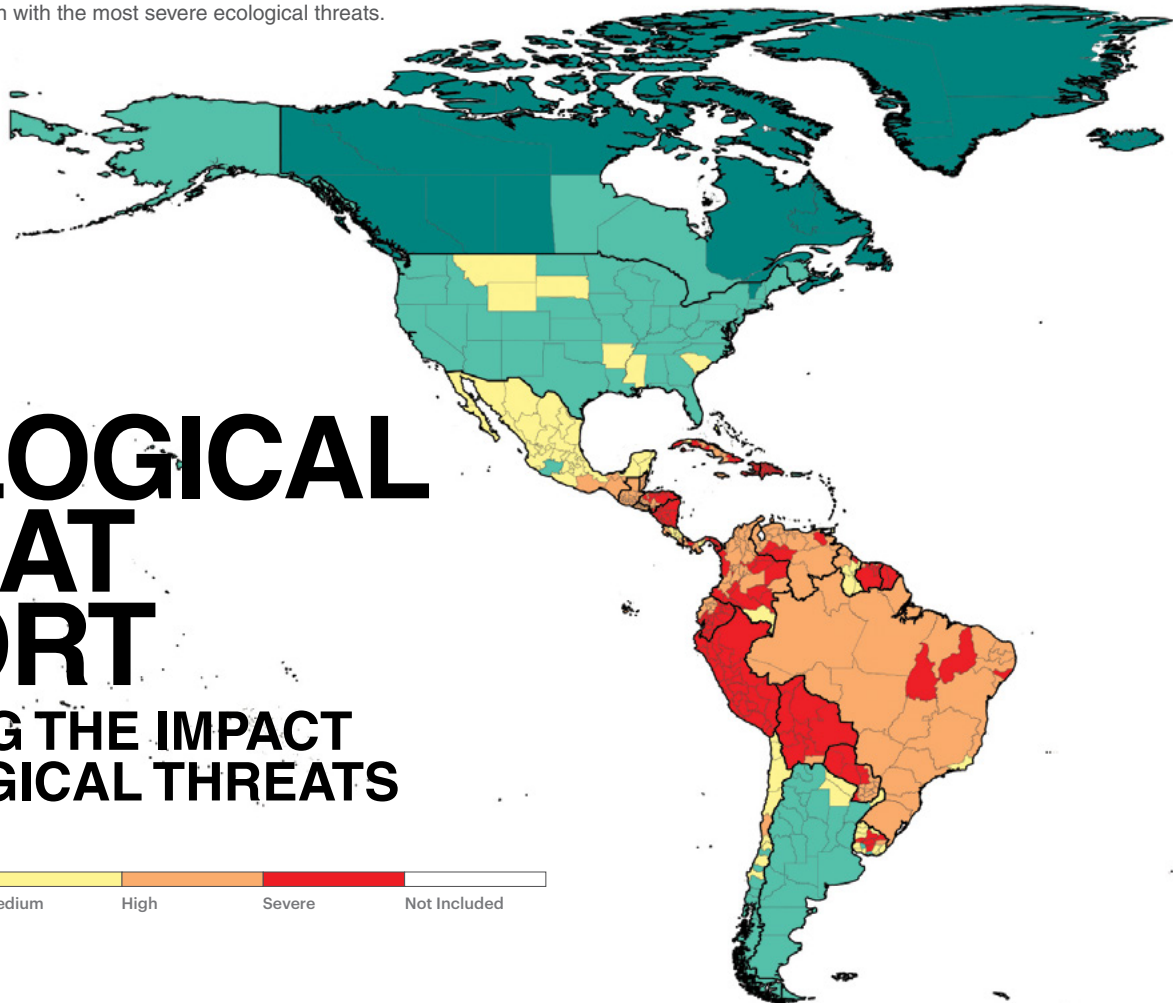 n with the most severe ecological threats.
LOGICAL
AT
ORT
G THE IMPACT
GICAL THREATS
edium High Severe Not Included